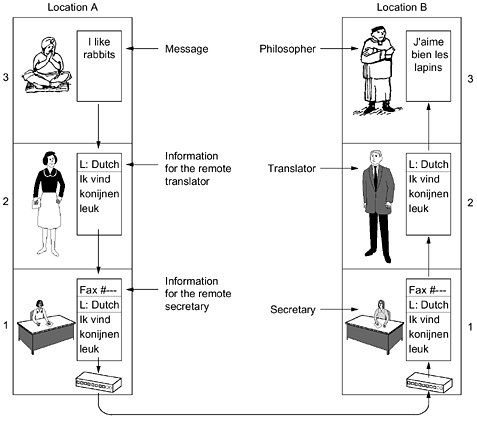 Location A
Location B
I like
rabbits
Message
Philosopher
J'aime
bien les
lapins
3
3
L: Dutch
Ik vind
konijnen
leuk
Information
for the remote
translator
Translator
L: Dutch
Ik vind
konijnen
leuk
2
2
Fax #---
L: Dutch
Ik vind
konijnen
leuk
Information
for the remote
secretary
Secretary
Fax #---
L: Dutch
Ik vind
konijnen
leuk
1
1